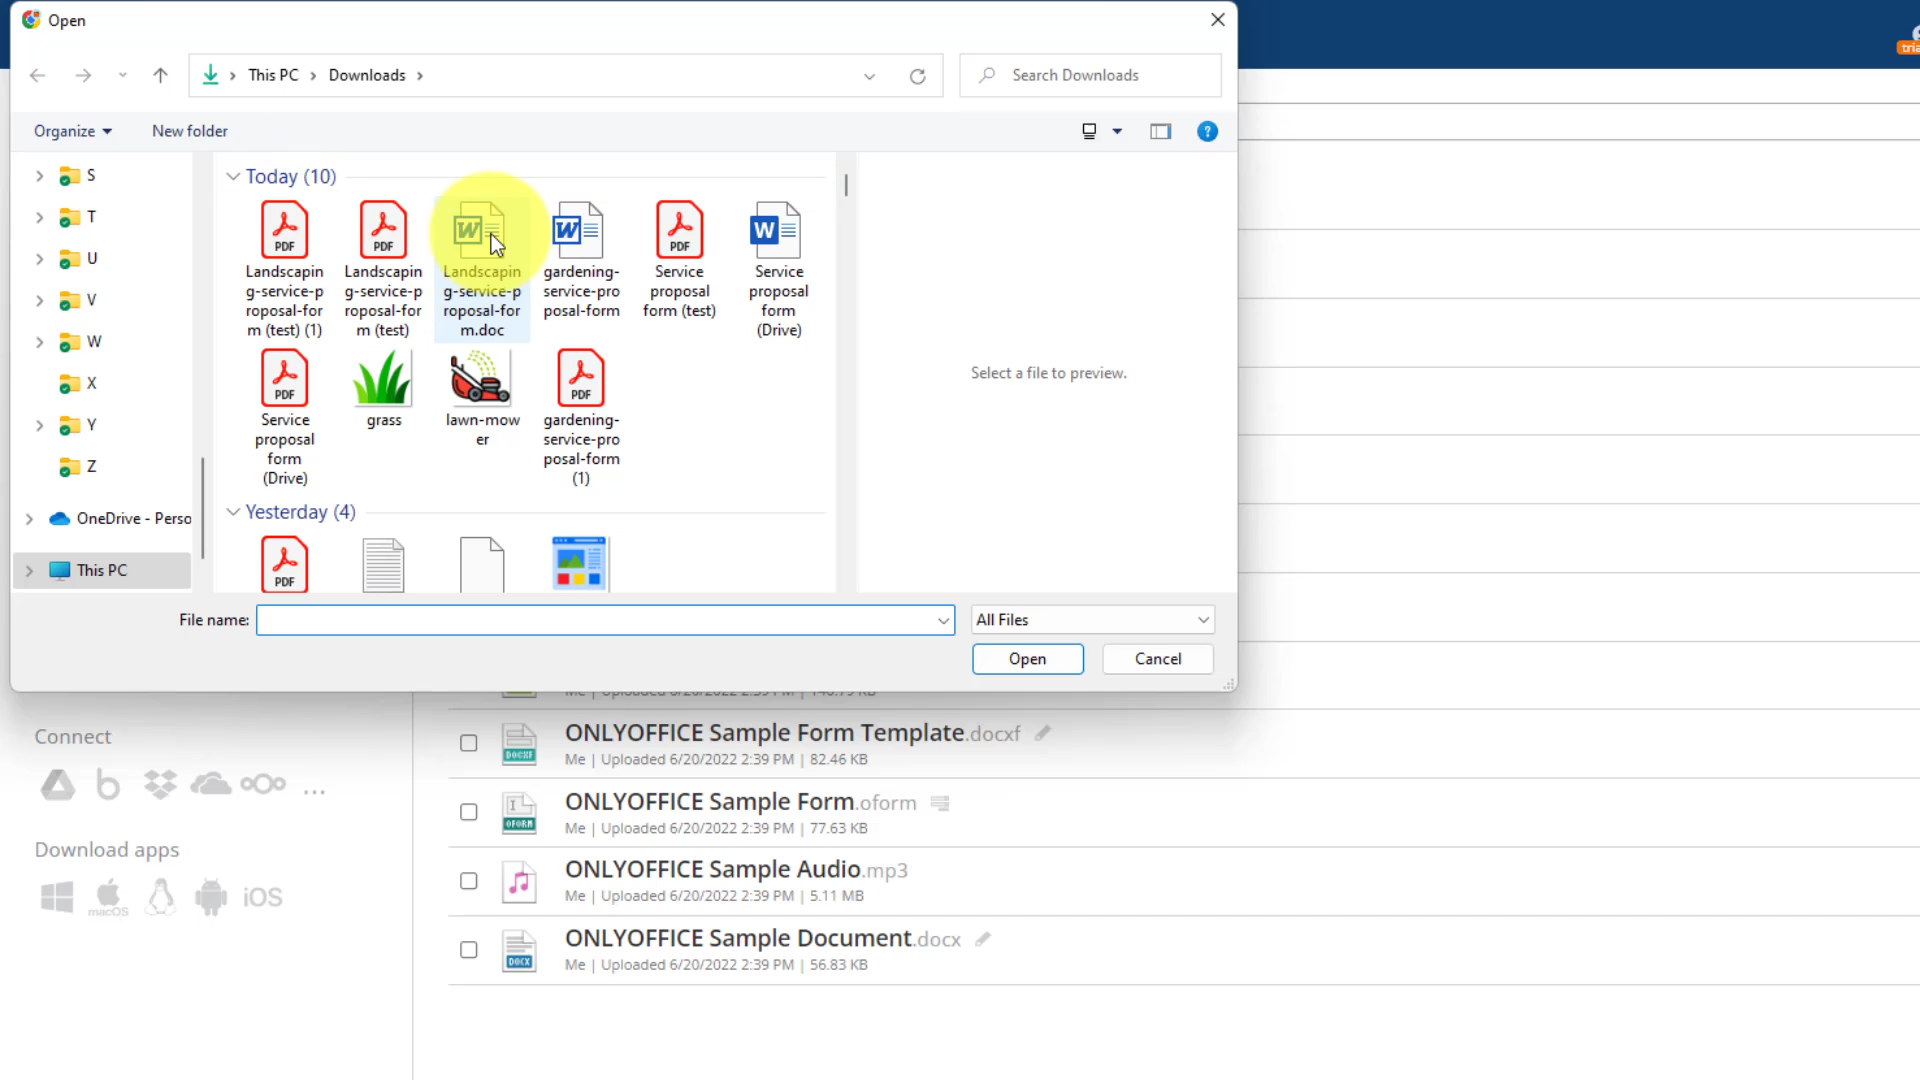 Open
This PC > Downloads >
Search Downloads
Organize
New folder
S
T
U
V
W
X
Y
Z
OneDrive - Perso
This PC
Today (10)
PDF
PDF
W
W
PDF
W
Landscapin
g-service-p
roposal-for
m (test) (1)
Landscapin
g-service-p
roposal-for
m (test)
Landscapin
g-service-p
roposal-for
m.doc
gardening-
service-pro
posal-form
Service
proposal
form (test)
Service
proposal
form
(Drive)
PDF
PDF
Service
proposal
form
(Drive)
grass
lawn-mow
er
gardening-
service-pro
posal-form
(1)
Yesterday (4)
PDF
Select a file to preview.
File name:
All Files
Open
Cancel
Connect
...
Download apps
macOS
iOS
ONLYOFFICE Sample Form Template.docxf
DOCXF
Me | Uploaded 6/20/2022 2:39 PM | 82.46 KB
ONLYOFFICE Sample Form.oform
OFORM
Me | Uploaded 6/20/2022 2:39 PM | 77.63 KB
ONLYOFFICE Sample Audio.mp3
Me | Uploaded 6/20/2022 2:39 PM | 5.11 MB
ONLYOFFICE Sample Document.docx
DOCX
Me | Uploaded 6/20/2022 2:39 PM | 56.83 KB